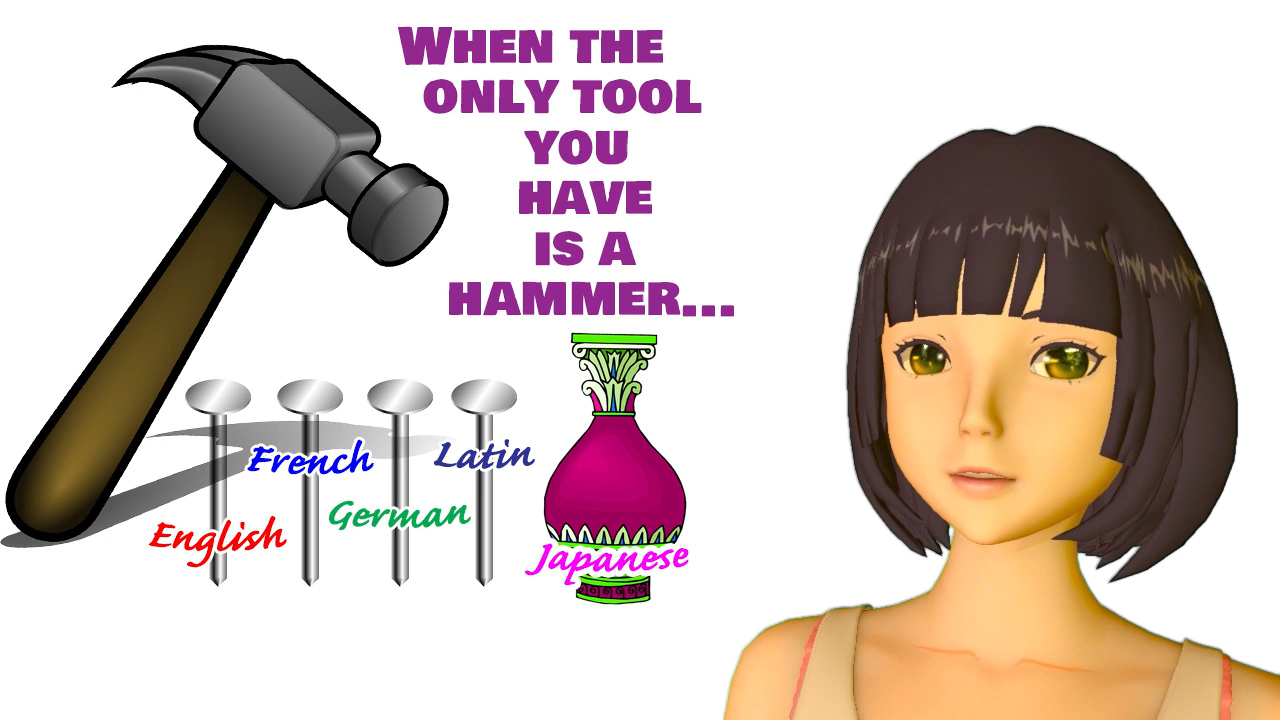 WHEN THE
ONLY TOOL
YOU
HAVE
IS A
HAMMER...
English
French
German
Latin
Japanese